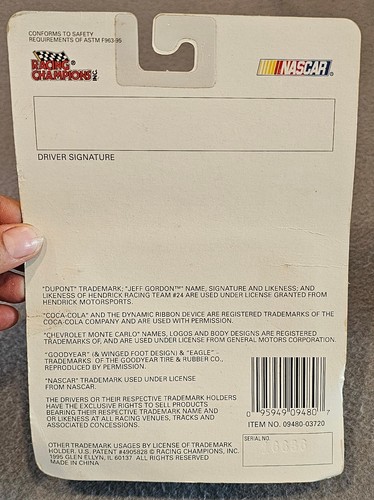 CONFORMS TO SAFETY
REQUIREMENTS OF ASTM F963-95
RACING
CHAMPIONS INC.
NASCAR®
DRIVER SIGNATURE
"DUPONT" TRADEMARK; "JEFF GORDON™" NAME, SIGNATURE AND LIKENESS; AND
LIKENESS OF HENDRICK RACING TEAM #24 ARE USED UNDER LICENSE GRANTED FROM
HENDRICK MOTORSPORTS.
"COCA-COLA" AND THE DYNAMIC RIBBON DEVICE ARE REGISTERED TRADEMARKS OF THE
COCA-COLA COMPANY AND ARE USED WITH PERMISSION.
"CHEVROLET MONTE CARLO" NAMES, LOGOS AND BODY DESIGNS ARE REGISTERED
TRADEMARKS OF, AND ARE USED UNDER LICENSE FROM GENERAL MOTORS CORPORATION.
"GOODYEAR" (& WINGED FOOT DESIGN) & "EAGLE" -
TRADEMARKS OF THE GOODYEAR TIRE & RUBBER CO.,
REPRODUCED BY PERMISSION.
"NASCAR" TRADEMARK USED UNDER LICENSE
FROM NASCAR.
THE DRIVERS OR THEIR RESPECTIVE TRADEMARK HOLDERS
HAVE THE EXCLUSIVE RIGHTS TO SELL PRODUCTS
BEARING THEIR RESPECTIVE TRADEMARK NAME AND
OR LIKENESS AT ALL RACING VENUES, TRACKS AND
ASSOCIATED CONCESSIONS.
0 95949 09480 7
ITEM NO. 09480-03720
SERIAL NO.
OTHER TRADEMARKS USAGES BY LICENSE OF TRADEMARK
HOLDER. U.S. PATENT #4905828 © RACING CHAMPIONS, INC.
1995 GLEN ELLYN, IL 60137 ALL RIGHTS RESERVED
MADE IN CHINA.